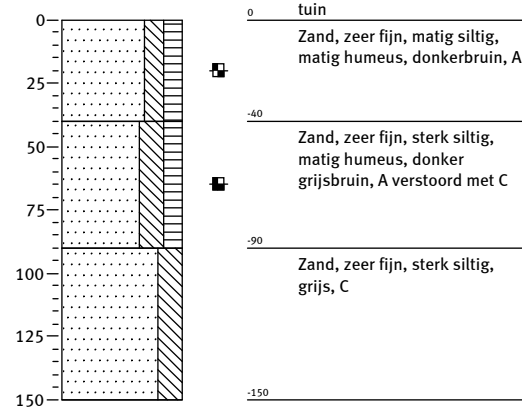 0
25
50
75
100
125
150
0
tuin
Zand, zeer fijn, matig siltig,
matig humeus, donkerbruin, A
-40
Zand, zeer fijn, sterk siltig,
matig humeus, donker
grijsbruin, A verstoord met C
-90
Zand, zeer fijn, sterk siltig,
grijs, C
-150